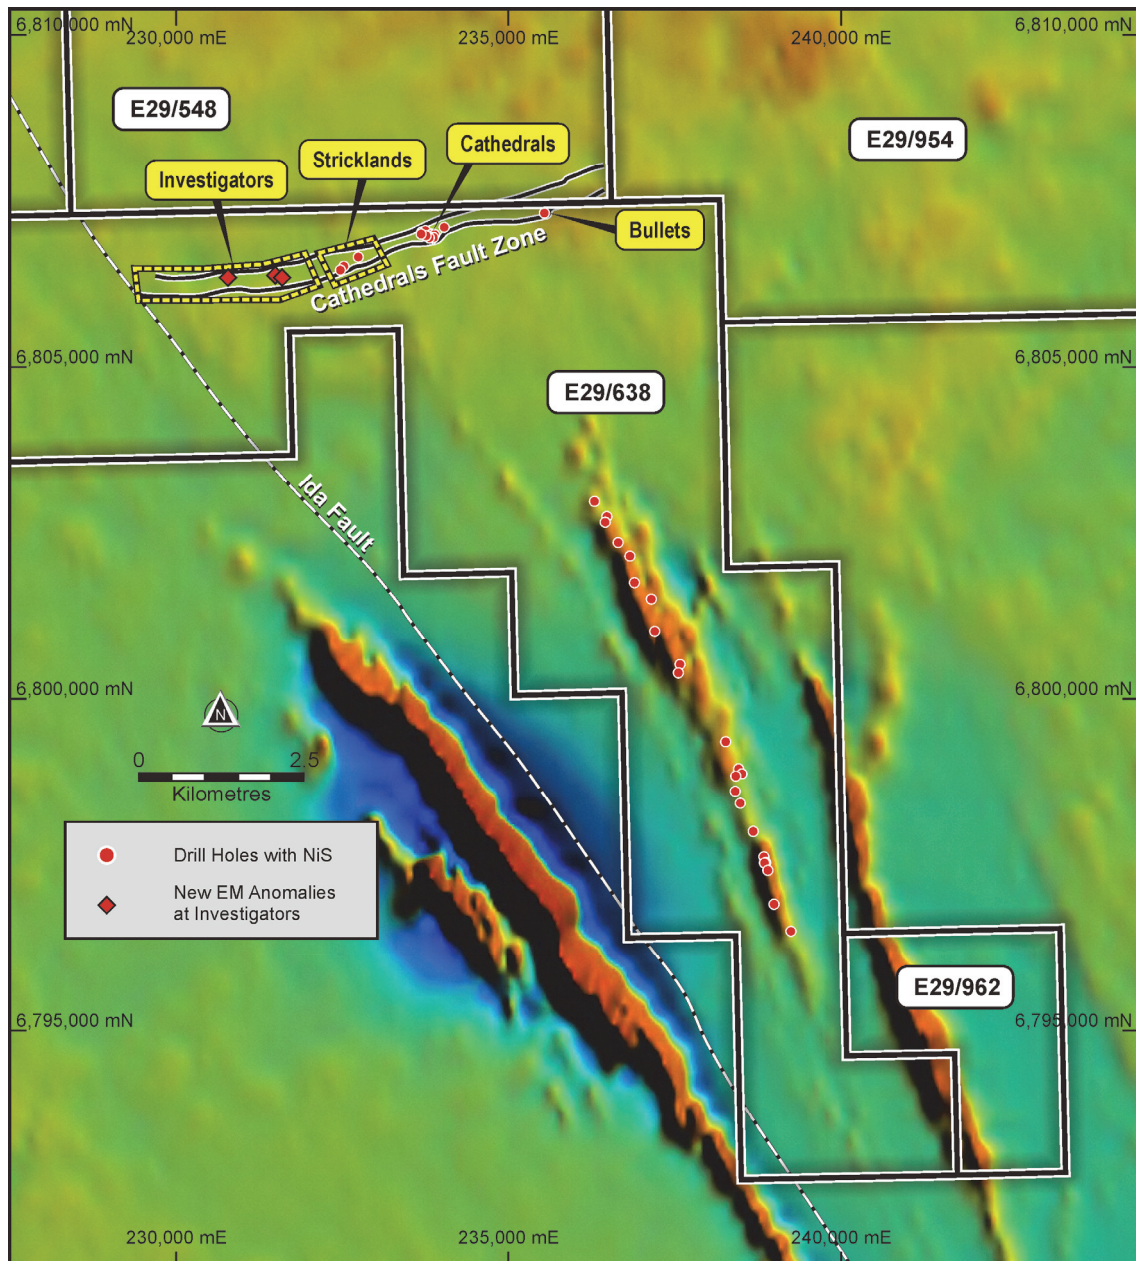 6,810,000 mN
230,000 mE
235,000 mE
240,000 mE
6,810,000 mN
E29/548
E29/954
Cathedrals
Stricklands
Investigators
Bullets
Cathedrals Fault Zone
6,805,000 mN
6,805,000 mN
E29/638
Ida Fault
6,800,000 mN
6,800,000 mN
N
0
2.5
Kilometres
Drill Holes with NiS
New EM Anomalies
at Investigators
E29/962
6,795,000 mN
6,795,000 mN
230,000 mE
235,000 mE
240,000 mE